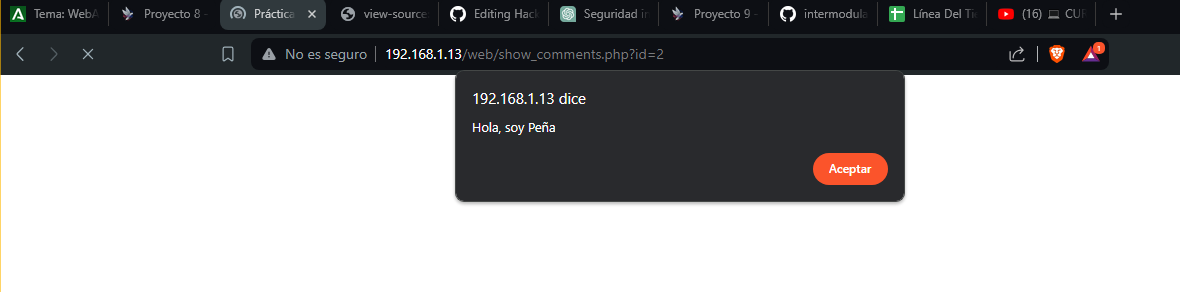 Tema: WebA
Proyecto 8 -
Práctica
view-source:
Editing Hack
Seguridad in
Proyecto 9 -
intermodula
Línea Del Tie
(16) CUR
No es seguro 192.168.1.13/web/show_comments.php?id=2
1
192.168.1.13 dice
Hola, soy Peña
Aceptar